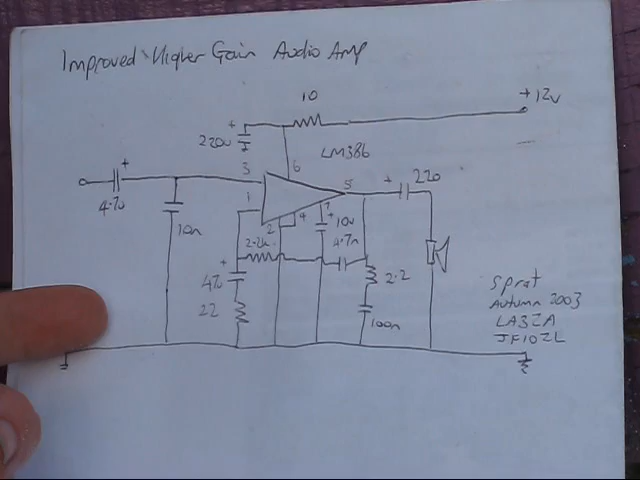 Improved Higher Gain Audio Amp
10
+ 12v
+
220u
LM386
6
3
+
4.7u
1
5
+ 220
2
4
7
+
10u
10n
2.2k
4.7n
+
47u
2.2
22
100n
Sprat
Autumn 2003
LA3ZA
JF1OZL